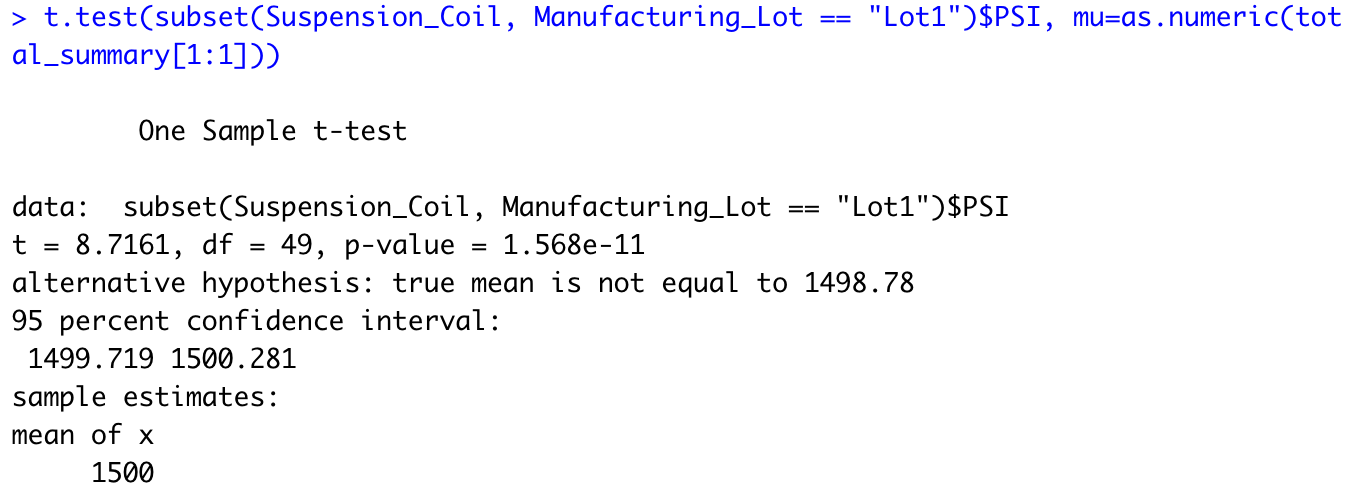 > t.test(subset(Suspension_Coil, Manufacturing_Lot == "Lot1")$PSI, mu=as.numeric(tot
al_summary[1:1]))
One Sample t-test
data:  subset(Suspension_Coil, Manufacturing_Lot == "Lot1")$PSI
t = 8.7161, df = 49, p-value = 1.568e-11
alternative hypothesis: true mean is not equal to 1498.78
95 percent confidence interval:
1499.719 1500.281
sample estimates:
mean of x
1500